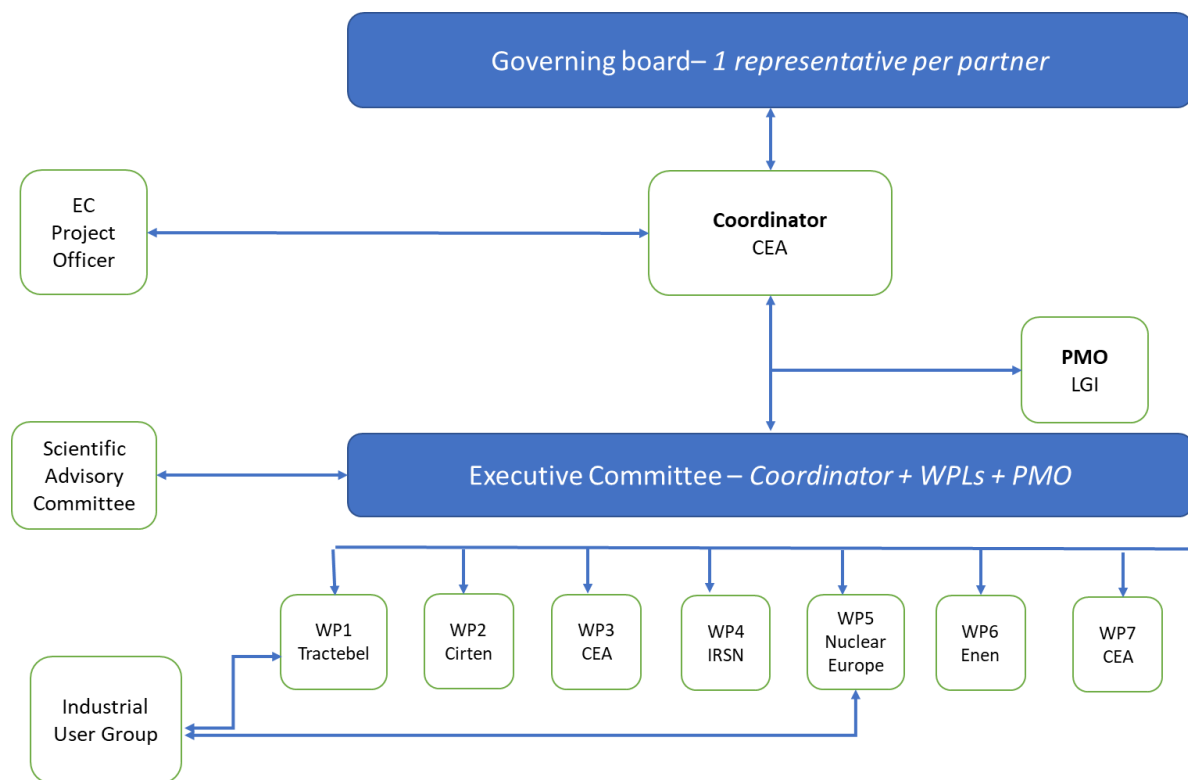 Governing board– 1 representative per partner
EC
Project
Officer
Coordinator
CEA
PMO
LGI
Scientific
Advisory
Committee
Executive Committee – Coordinator + WPLs + PMO
WP1
Tractebel
WP2
Cirten
WP3
CEA
WP4
IRSN
WP5
Nuclear
Europe
WP6
Enen
WP7
CEA
Industrial
User Group